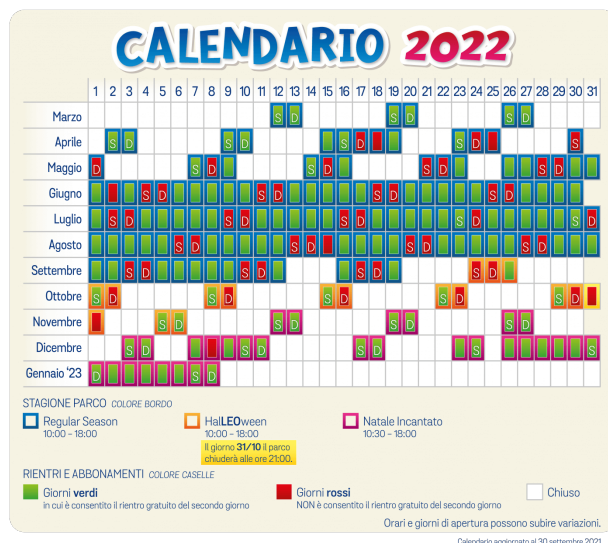 CALENDARIO 2022
1 2 3 4 5 6 7 8 9 10 11 12 13 14 15 16 17 18 19 20 21 22 23 24 25 26 27 28 29 30 31
Marzo S D S D S D
Aprile S D S D S S D S D S S
Maggio D S D S D S D S D
Giugno S D S D S D S D
Luglio S D S D S D S D S D
Agosto S D S D S D S D
Settembre S D S D S D S D
Ottobre S D S D S D S D S D
Novembre S D S D S D S D
Dicembre S D S D S D S S
Gennaio '23 D S D
STAGIONE PARCO COLORE BORDO
Regular Season HalLEOween Natale Incantato
10:00 - 18:00 10:00 - 18:00 10:30 - 18:00
Il giorno 31/10 il parco
chiuderà alle ore 21:00.
RIENTRI E ABBONAMENTI COLORE CASELLE
Giorni verdi Giorni rossi Chiuso
in cui è consentito il rientro gratuito del secondo giorno NON è consentito il rientro gratuito del secondo giorno
Orari e giorni di apertura possono subire variazioni.
Calendario aggiornato al 30 settembre 2021